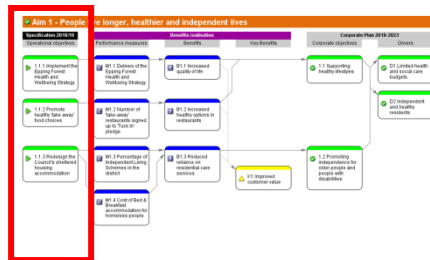 Aim 1 - People live longer, healthier and independent lives
Specification 2018/19
Benefits realisation
Corporate Plan 2018-2023
Operational objectives
Performance measures
Benefits
Key Benefits
Corporate objectives
Drivers
1.1.1 Implement the
Epping Forest
Health and
Wellbeing Strategy
M1.1 Delivery of the
Epping Forest
Health and
Wellbeing Strategy
B1.1 Increased
quality of life
1.1 Supporting
healthy lifestyles
D1 Limited health
and social care
budgets
1.1.2 Promote
healthy take away/
food choices
M1.2 Number of
take-away/
restaurants signed
up to 'Tuck in'
pledge.
B1.2 Increased
healthy options in
restaurants
D2 Independent
and healthy
residents
1.1.3 Redesign the
Council's sheltered
housing
accommodation
M1.3 Percentage of
Independent Living
Schemes in the
district
B1.3 Reduced
reliance on
residential care
services
1.2 Promoting
independence for
older people and
people with
disabilities
K1 Improved
customer value
M1.4 Cost of Bed &
Breakfast
accommodation for
homeless people